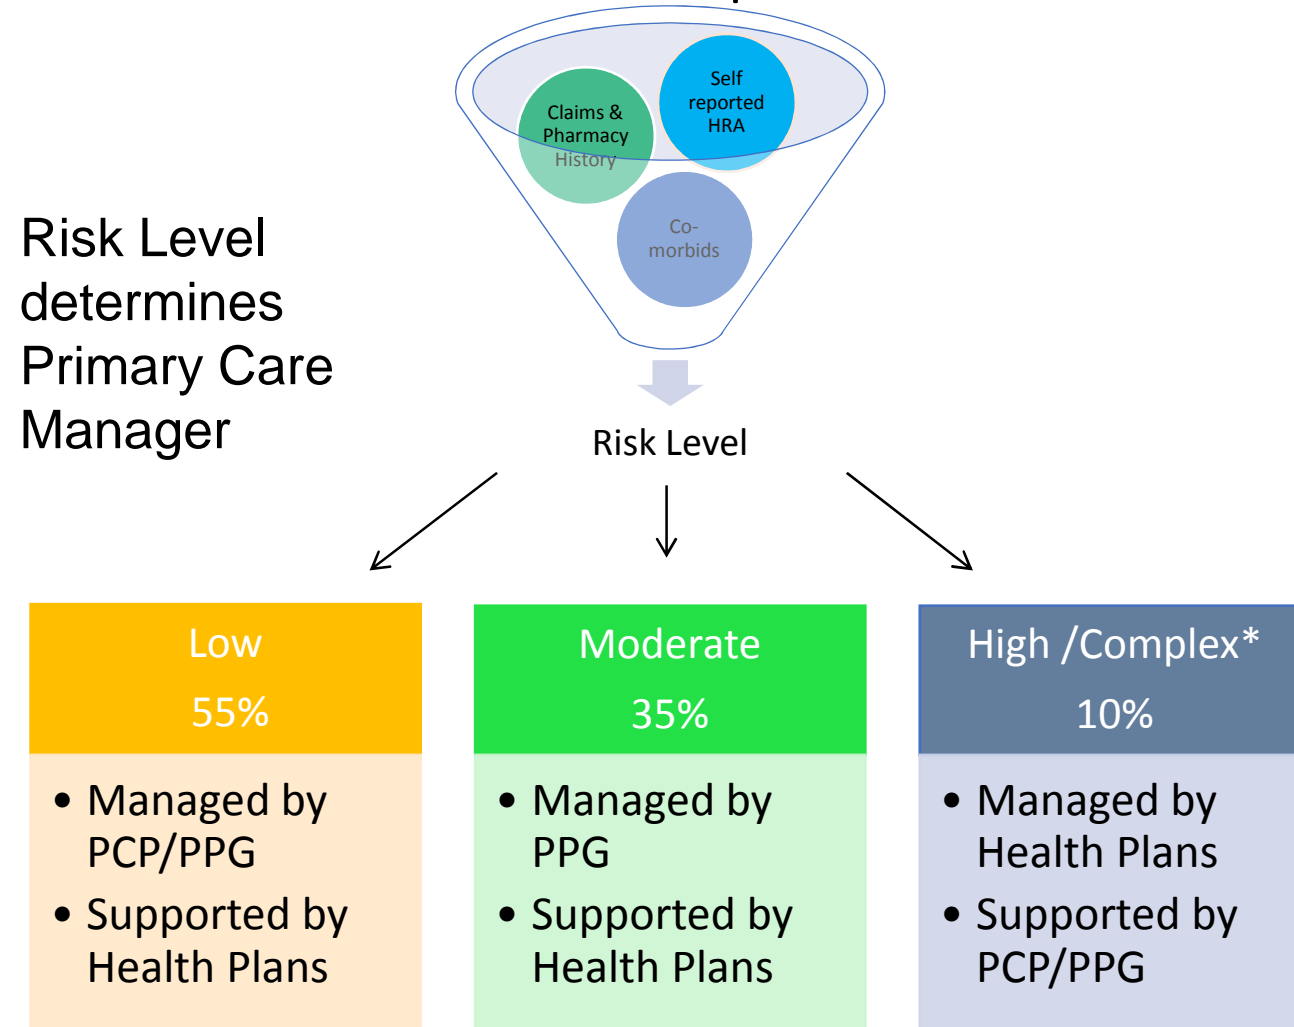 Self
reported
HRA
Claims &
Pharmacy
History
Co-
morbids
Risk Level
determines
Primary Care
Manager
Risk Level
Low
55%
• Managed by
PCP/PPG
• Supported by
Health Plans
Moderate
35%
• Managed by
PPG
• Supported by
Health Plans
High /Complex*
10%
• Managed by
Health Plans
• Supported by
PCP/PPG